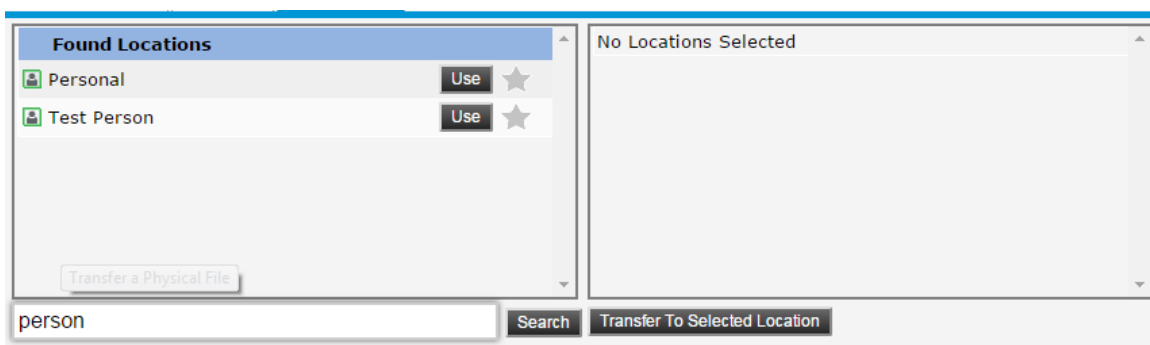 Found Locations
Personal Use
Test Person Use
Transfer a Physical File
person Search
No Locations Selected
Transfer To Selected Location